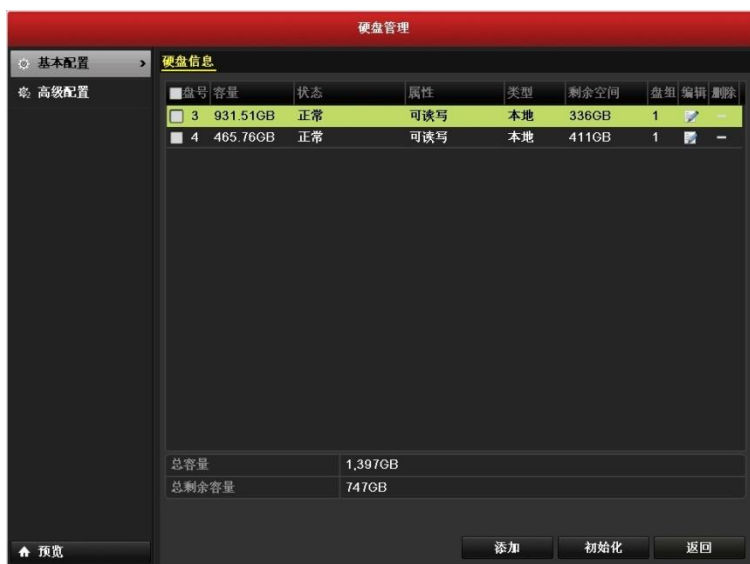 硬盘管理
基本配置
高级配置
硬盘信息
盘号 容量 状态 属性 类型 剩余空间 盘组 编辑 删除
3 931.51GB 正常 可读写 本地 336GB 1 —
4 465.76GB 正常 可读写 本地 411GB 1 —
总容量 1,397GB
总剩余容量 747GB
预览 添加 初始化 返回